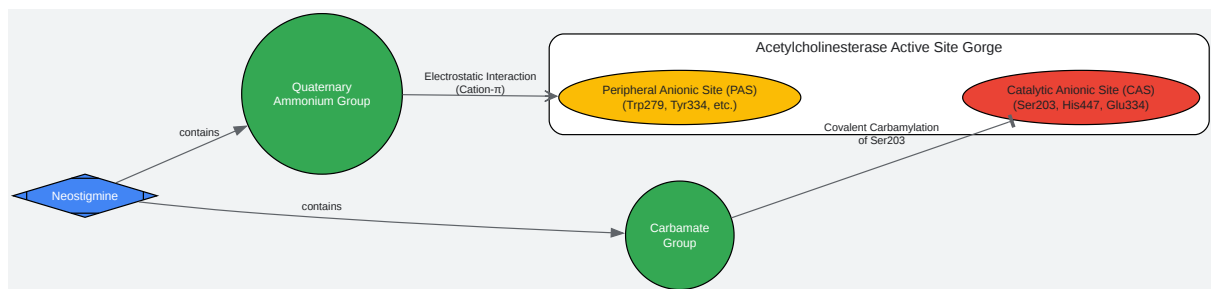 Acetylcholinesterase Active Site Gorge
Quaternary
Ammonium Group
Electrostatic Interaction
(Cation-π)
Peripheral Anionic Site (PAS)
(Trp279, Tyr334, etc.)
Catalytic Anionic Site (CAS)
(Ser203, His447, Glu334)
contains
Covalent Carbamylation
of Ser203
Neostigmine
contains
Carbamate
Group